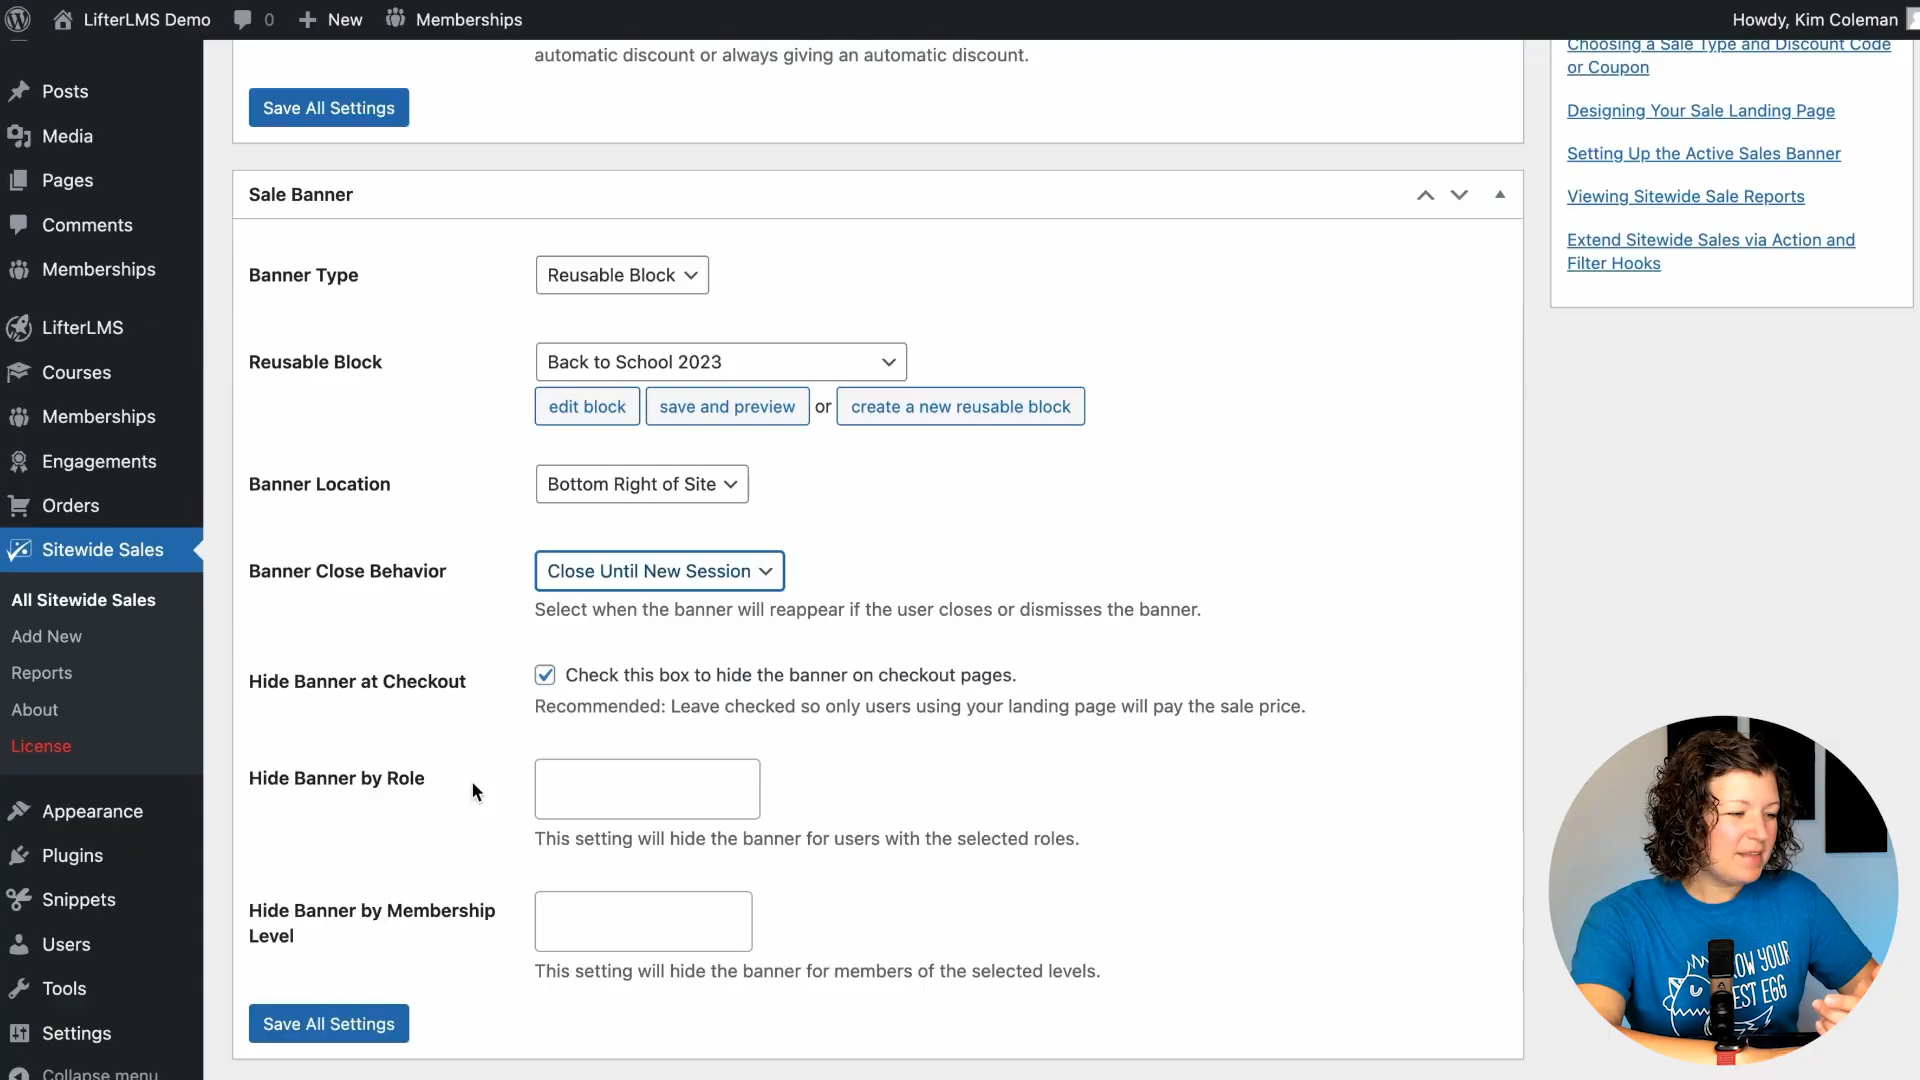 LifterLMS Demo
0
New
Memberships
Howdy, Kim Coleman
Posts
Media
Pages
Comments
Memberships
LifterLMS
Courses
Memberships
Engagements
Orders
Sitewide Sales
All Sitewide Sales
Add New
Reports
About
License
Appearance
Plugins
Snippets
Users
Tools
Settings
Collapse menu
automatic discount or always giving an automatic discount.
Save All Settings
Sale Banner
Banner Type
Reusable Block
Reusable Block
Back to School 2023
edit block
save and preview
or
create a new reusable block
Banner Location
Bottom Right of Site
Banner Close Behavior
Close Until New Session
Select when the banner will reappear if the user closes or dismisses the banner.
Hide Banner at Checkout
Check this box to hide the banner on checkout pages.
Recommended: Leave checked so only users using your landing page will pay the sale price.
Hide Banner by Role
This setting will hide the banner for users with the selected roles.
Hide Banner by Membership
Level
This setting will hide the banner for members of the selected levels.
Save All Settings
Choosing a Sale Type and Discount Code
or Coupon
Designing Your Sale Landing Page
Setting Up the Active Sales Banner
Viewing Sitewide Sale Reports
Extend Sitewide Sales via Action and
Filter Hooks
YOUR
EGG